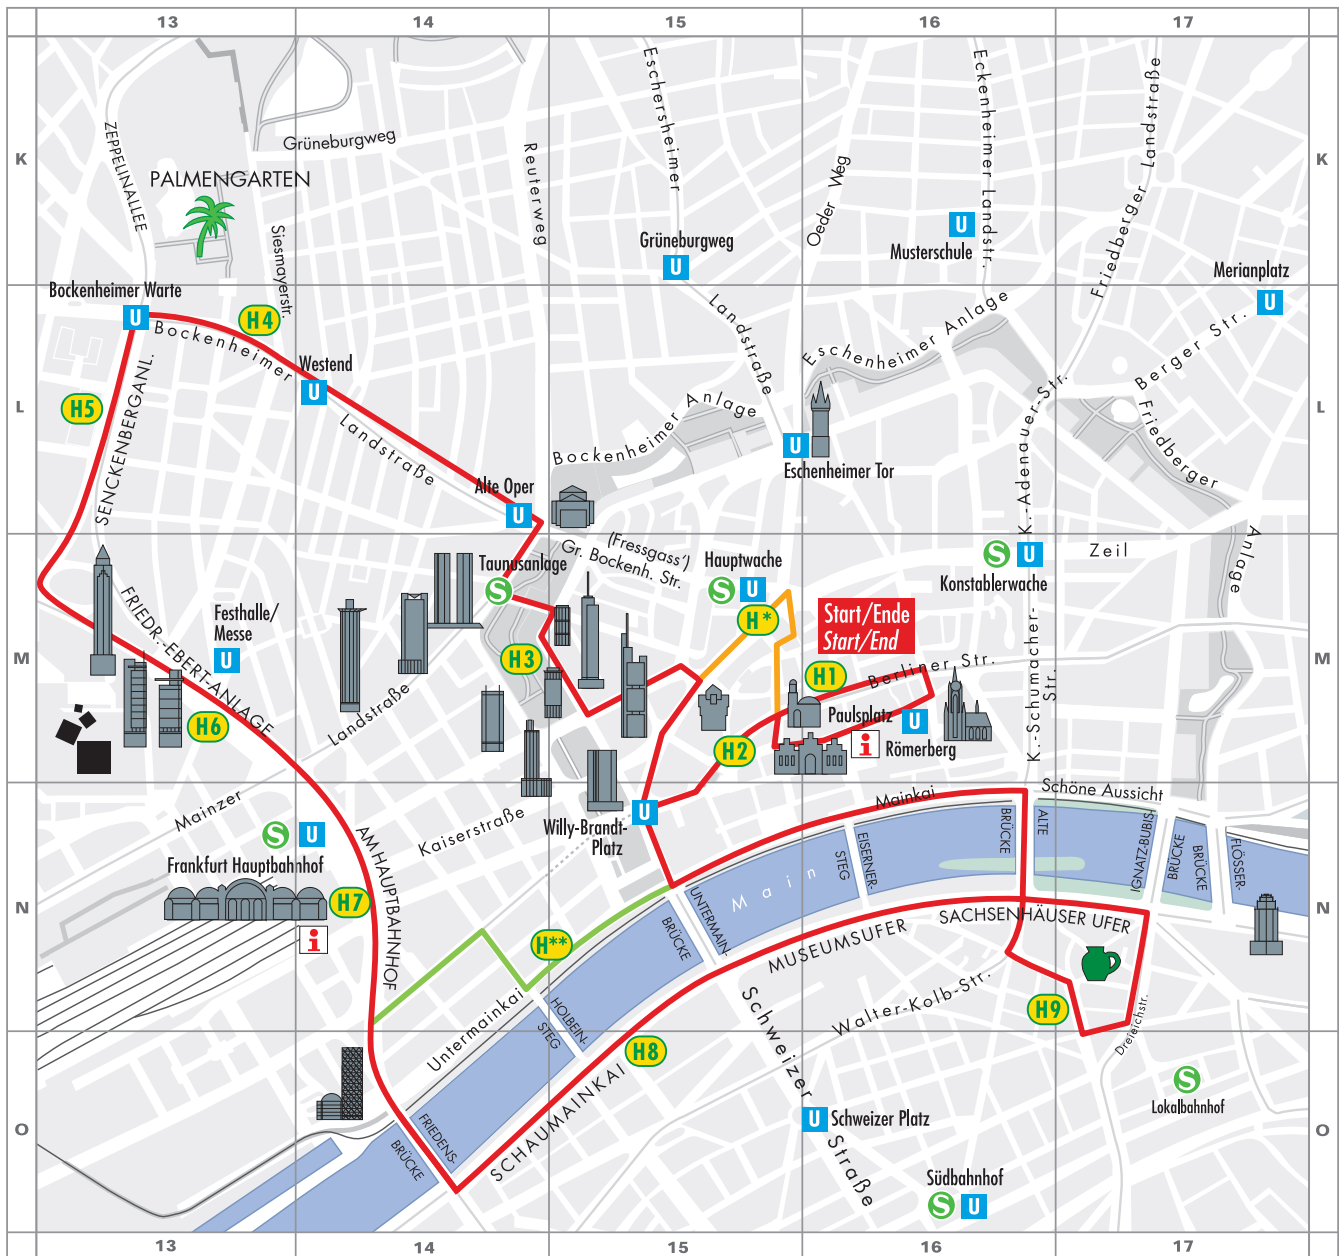 13 14 15 16 17
K K
ZEPPELINALLEE
PALMENGARTEN
Grüneburgweg
Siesmayerstr.
Reuterweg
Eschersheimer
Landstraße
Grüneburgweg
U
Oeder Weg
Eckenheimer Landstr.
U
Musterschule
Friedberger Landstraße
Merianplatz
U
Bockenheimer Warte
U
H4
Bockenheimer
Landstraße
Westend
U
L L
H5
SENCKENBERGANL.
Alte Oper
U
Bockenheimer Anlage
Eschenheimer Anlage
U
Eschenheimer Tor
K.-Adenauer-Str.
Berger Str.
Friedberger
Anlage
(Fressgass')
Gr. Bockenh. Str.
Taunusanlage
S
Hauptwache
S U
H*
S U
Konstablerwache
Zeil
Start/Ende
Start/End
M M
FRIEDR.-EBERT-ANLAGE
Festhalle/
Messe
U
H3
H1
Berliner Str.
K.-Schumacher-
Str.
Paulsplatz
U
i
Römerberg
H2
H6
Mainzer
Landstraße
Kaiserstraße
Willy-Brandt-
Platz
U
Mainkai
Schöne Aussicht
S U
Frankfurt Hauptbahnhof
H7
i
AM HAUPTBAHNHOF
N N
Main
EISERNER-
STEG
ALTE
BRÜCKE
IGNATZ-BUBIS-
BRÜCKE
FLÖSSER-
BRÜCKE
UNTERMAIN-
BRÜCKE
H**
MUSEUMSUFER
SACHSENHÄUSER UFER
Untermainkai
HOLBEIN-
STEG
Schweizer
Straße
Walter-Kolb-Str.
H9
Dreieichstr.
H8
SCHAUMAINKAI
FRIEDENS-
BRÜCKE
O O
U Schweizer Platz
S
Lokalbahnhof
Südbahnhof
S U
13 14 15 16 17